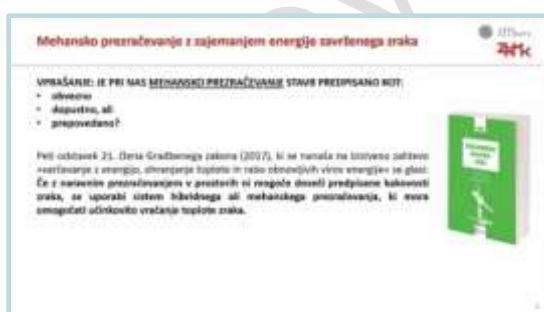 Mehansko prezračevanje z zajemanjem energije zavrženega zraka
ZRMK
VPRAŠANJE: JE PRI NAS MEHANSKO PREZRAČEVANJE STAVB PREDPISANO KOT:
• obvezno
• dopustno, ali
• prepovedano?
Peti odstavek 21. člena Gradbenega zakona (2017), ki se nanaša na bistveno zahtevo
»varčevanje z energijo, ohranjanje toplote in raba obnovljivih virov energije« se glasi:
Če z naravnim prezračevanjem v prostorih ni mogoče doseči predpisane kakovosti
zraka, se uporabi sistem hibridnega ali mehanskega prezračevanja, ki mora
omogočati učinkovito vračanje toplote zraka.